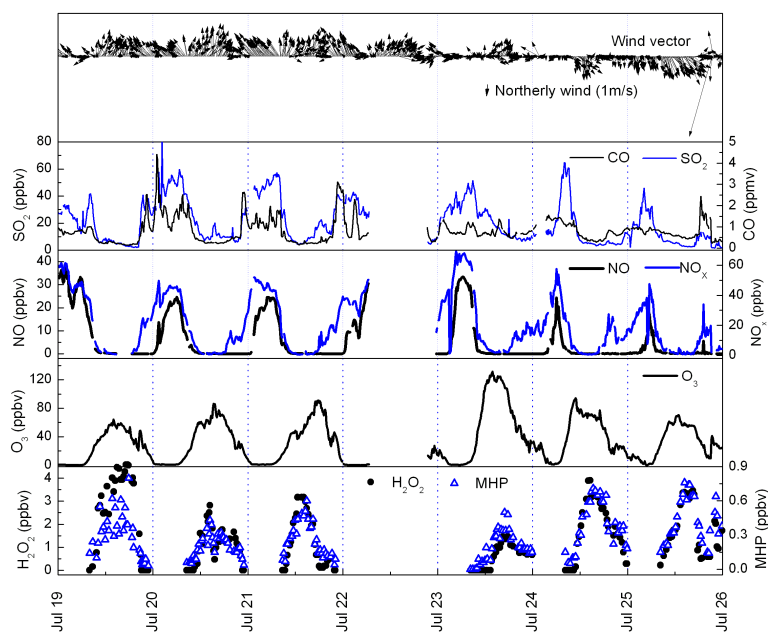 Wind vector
Northerly wind (1m/s)
80
60
40
20
0
SO₂ (ppbv)
CO
SO₂
5
4
3
2
1
0
CO (ppmv)
40
30
20
10
0
NO (ppbv)
NO
NOₓ
60
40
20
0
NOₓ (ppbv)
120
80
40
0
O₃ (ppbv)
O₃
4
3
2
1
0
H₂O₂ (ppbv)
H₂O₂
MHP
0.9
0.6
0.3
0.0
MHP (ppbv)
Jul 19
Jul 20
Jul 21
Jul 22
Jul 23
Jul 24
Jul 25
Jul 26